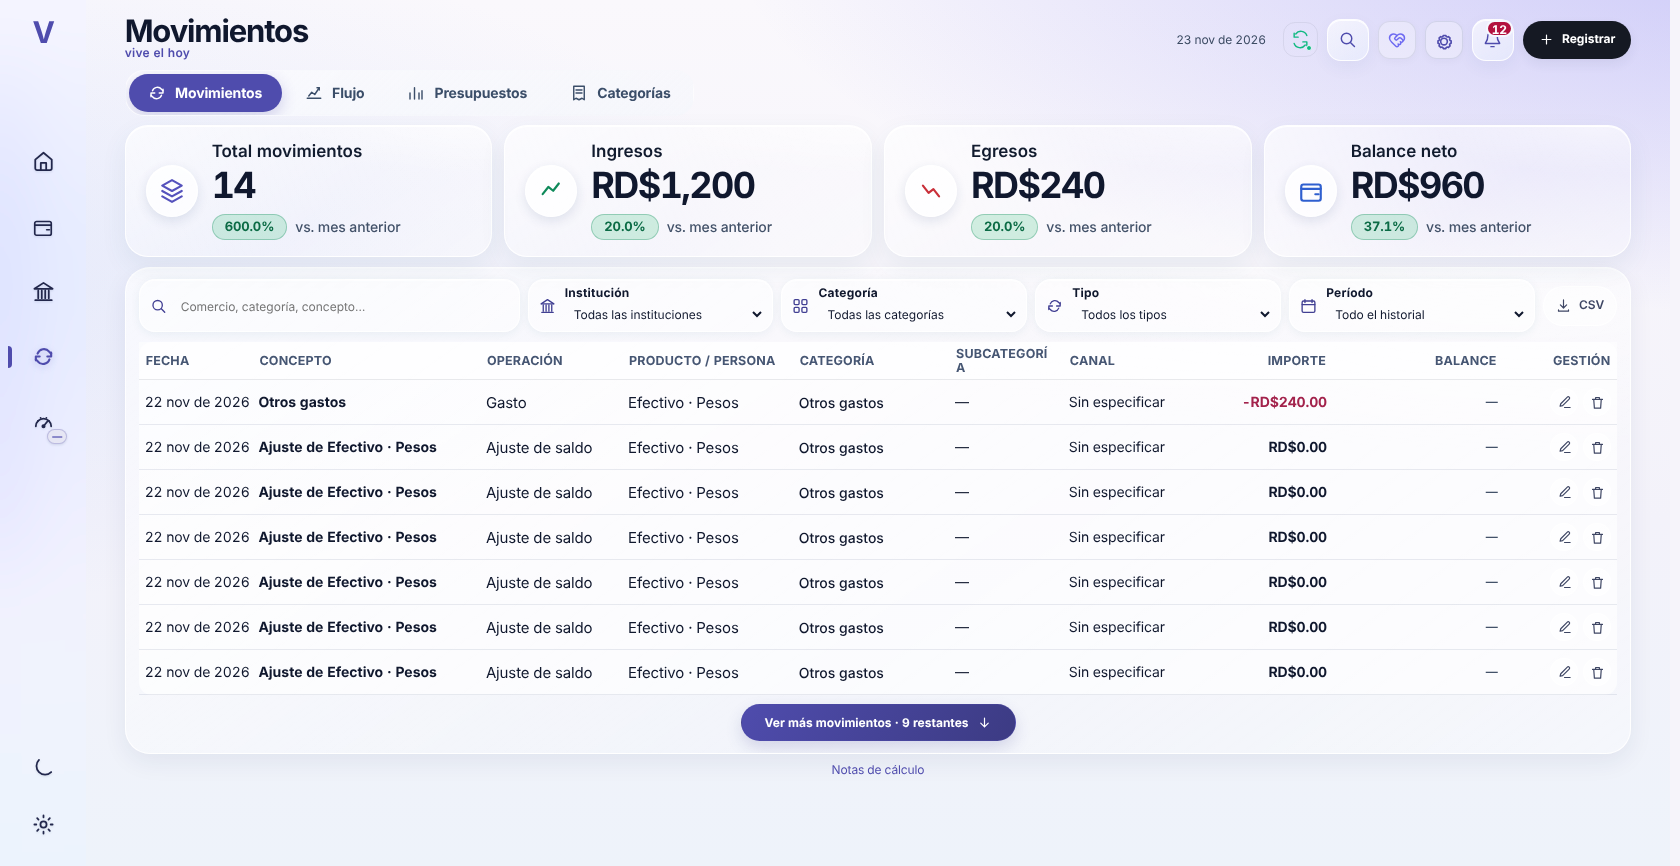 V
Movimientos
vive el hoy
23 nov de 2026
12
Registrar
Movimientos
Flujo
Presupuestos
Categorías
Total movimientos
14
600.0% vs. mes anterior
Ingresos
RD$1,200
20.0% vs. mes anterior
Egresos
RD$240
20.0% vs. mes anterior
Balance neto
RD$960
37.1% vs. mes anterior
Comercio, categoría, concepto...
Institución
Todas las instituciones
Categoría
Todas las categorías
Tipo
Todos los tipos
Período
Todo el historial
CSV
FECHA CONCEPTO OPERACIÓN PRODUCTO / PERSONA CATEGORÍA SUBCATEGORÍ
A CANAL IMPORTE BALANCE GESTIÓN
22 nov de 2026 Otros gastos Gasto Efectivo · Pesos Otros gastos — Sin especificar -RD$240.00 —
22 nov de 2026 Ajuste de Efectivo · Pesos Ajuste de saldo Efectivo · Pesos Otros gastos — Sin especificar RD$0.00 —
22 nov de 2026 Ajuste de Efectivo · Pesos Ajuste de saldo Efectivo · Pesos Otros gastos — Sin especificar RD$0.00 —
22 nov de 2026 Ajuste de Efectivo · Pesos Ajuste de saldo Efectivo · Pesos Otros gastos — Sin especificar RD$0.00 —
22 nov de 2026 Ajuste de Efectivo · Pesos Ajuste de saldo Efectivo · Pesos Otros gastos — Sin especificar RD$0.00 —
22 nov de 2026 Ajuste de Efectivo · Pesos Ajuste de saldo Efectivo · Pesos Otros gastos — Sin especificar RD$0.00 —
22 nov de 2026 Ajuste de Efectivo · Pesos Ajuste de saldo Efectivo · Pesos Otros gastos — Sin especificar RD$0.00 —
Ver más movimientos · 9 restantes
Notas de cálculo